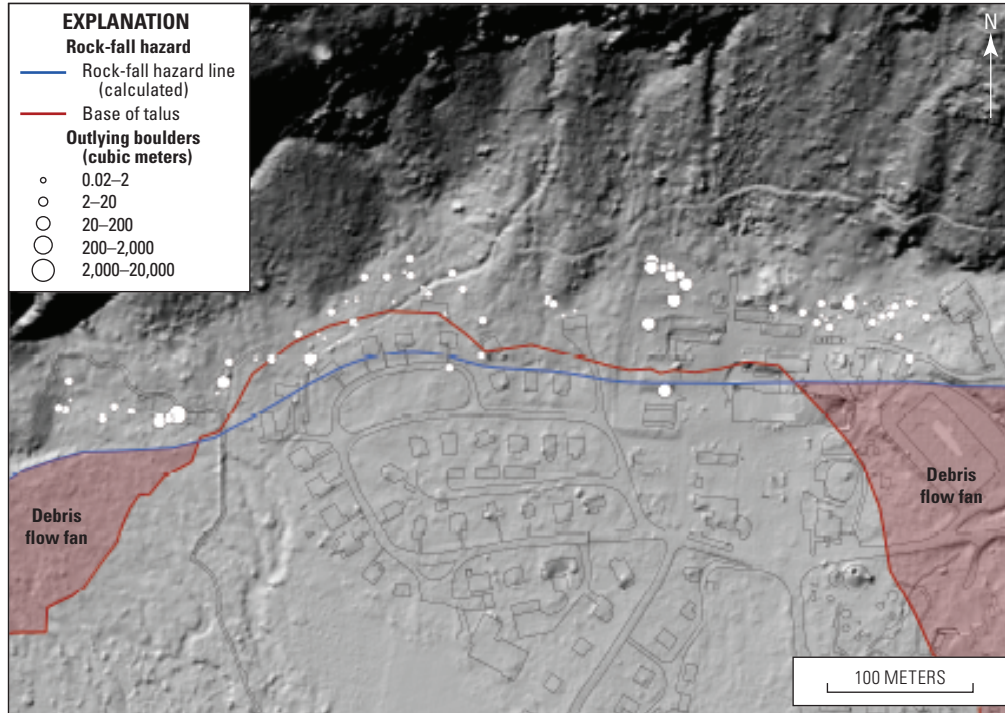 EXPLANATION
Rock-fall hazard
Rock-fall hazard line
(calculated)
Base of talus
Outlying boulders
(cubic meters)
0.02–2
2–20
20–200
200–2,000
2,000–20,000
N
Debris
flow fan
Debris
flow fan
100 METERS